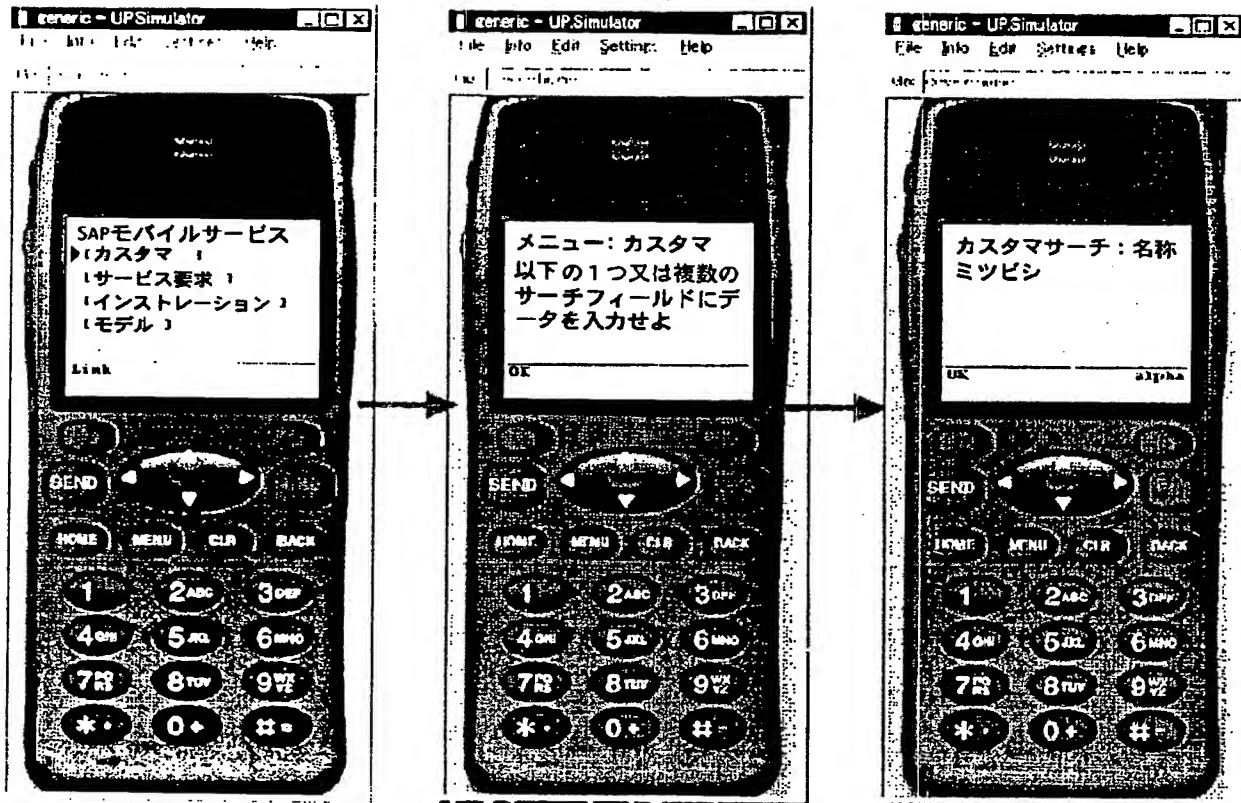 generic - UP.Simulator
Help
SAPモバイルサービス
[カスタマ ]
[サービス要求 ]
[インストレーション ]
[モデル ]
Link
SEND
HOME MENU CLR BACK
1 2ABC 3DEF
4GHI 5JKL 6MNO
7PQRS 8TUV 9WXYZ
* 0+ #
generic - UP.Simulator
File Info Edit Settings Help
メニュー: カスタマ
以下の1つ又は複数の
サーチフィールドにデ
ータを入力せよ
OK
SEND
HOME MENU CLR BACK
1 2ABC 3DEF
4GHI 5JKL 6MNO
7PQRS 8TUV 9WXYZ
* 0+ #
generic - UP.Simulator
File Info Edit Settings Help
カスタマサーチ:名称
ミツビシ
OK alpha
SEND
HOME MENU CLR BACK
1 2ABC 3DEF
4GHI 5JKL 6MNO
7PQRS 8TUV 9WXYZ
* 0+ #